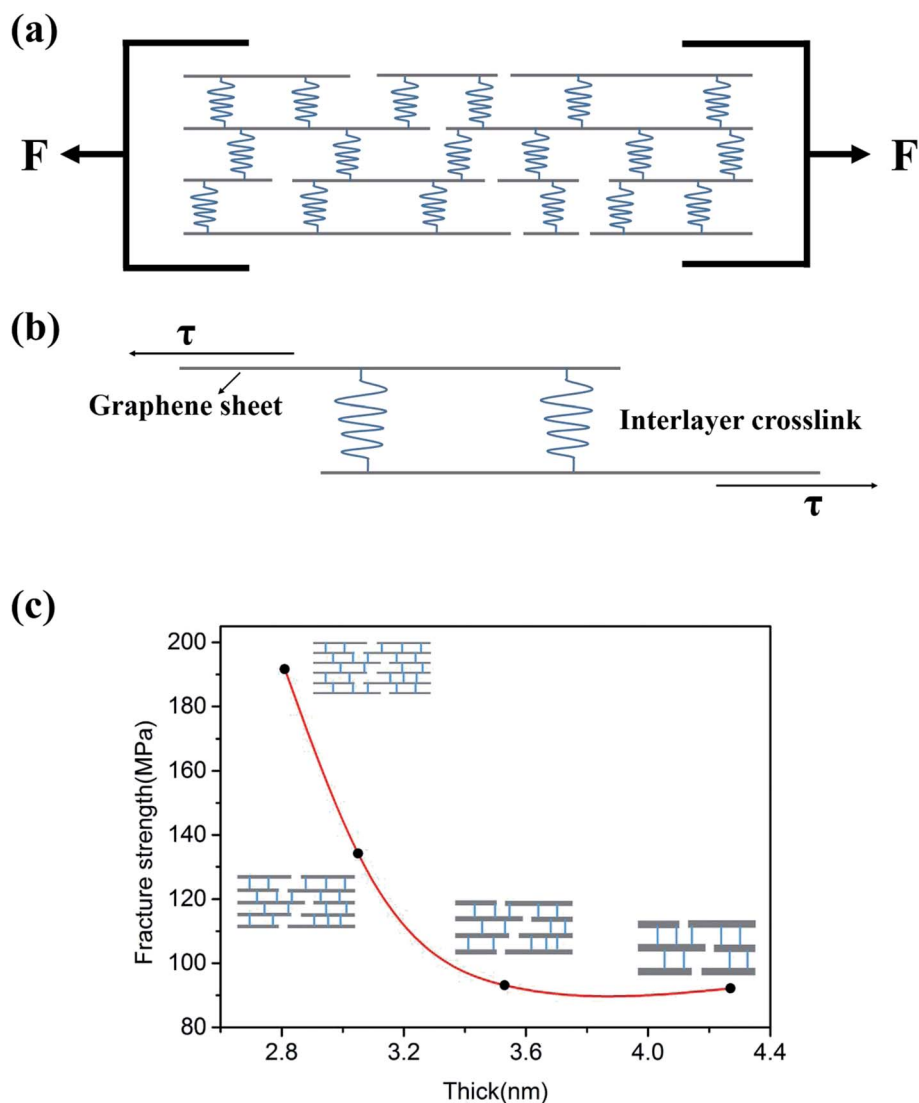 (a)
F
F
(b)
τ
Graphene sheet
Interlayer crosslink
τ
(c)
Fracture strength(MPa)
200
180
160
140
120
100
80
2.8 3.2 3.6 4.0 4.4
Thick(nm)